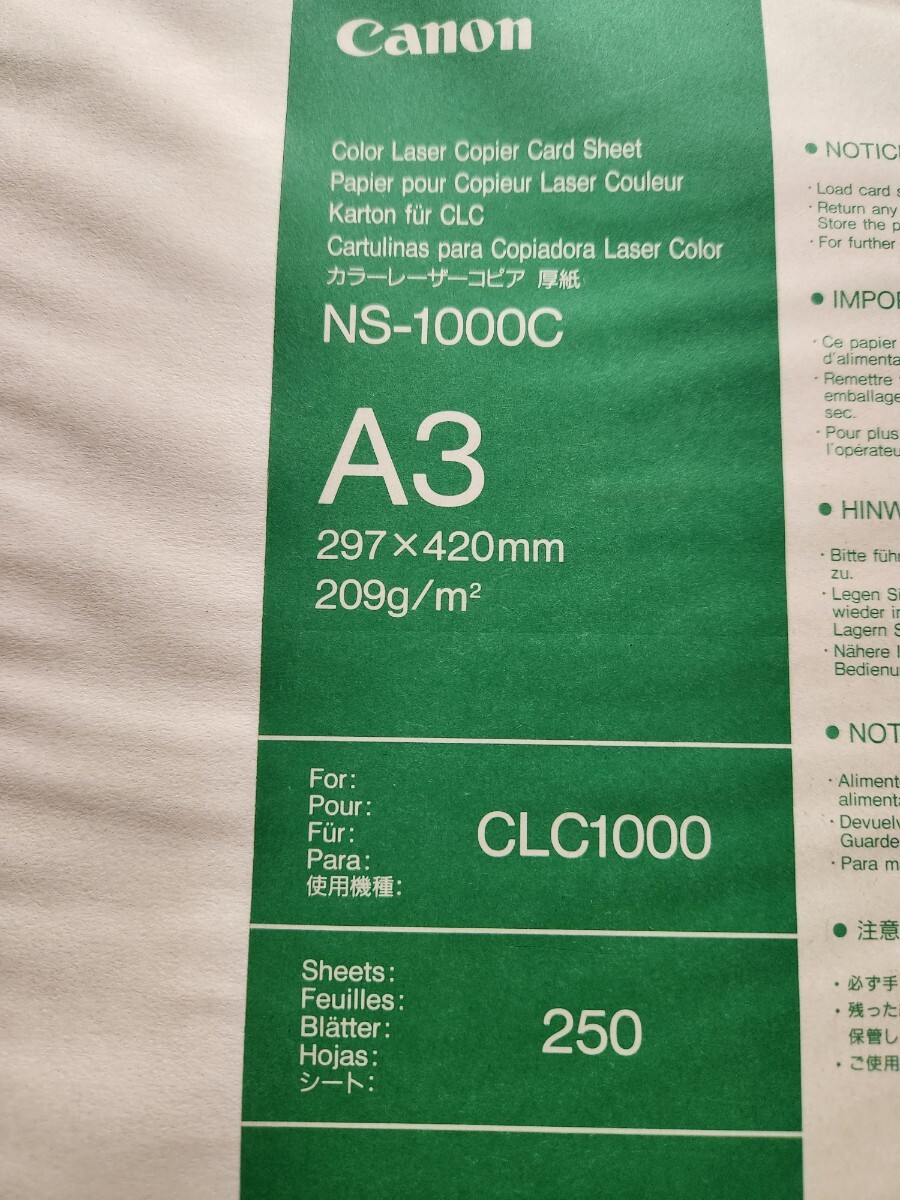 Canon
Color Laser Copier Card Sheet
Papier pour Copieur Laser Couleur
Karton für CLC
Cartulinas para Copiadora Laser Color
カラーレーザーコピア 厚紙
NS-1000C
A3
297×420mm
209g/m²
For:
Pour:
Für:
Para:
使用機種:
CLC1000
Sheets:
Feuilles:
Blätter:
Hojas:
シート:
250
● NOTIC
· Load card
· Return any
Store the
· For further
● IMPO
· Ce papier
d'alimenta
· Remettre
emballage
sec.
· Pour plus
l'opérateu
● HINW
· Bitte füh
zu.
· Legen Si
wieder
Lagern S
· Nähere
Bedienu
● NOT
· Aliment
aliment
· Devuelv
Guarde
· Para m
● 注意
· 必ず手
· 残った
保管し
· ご使用